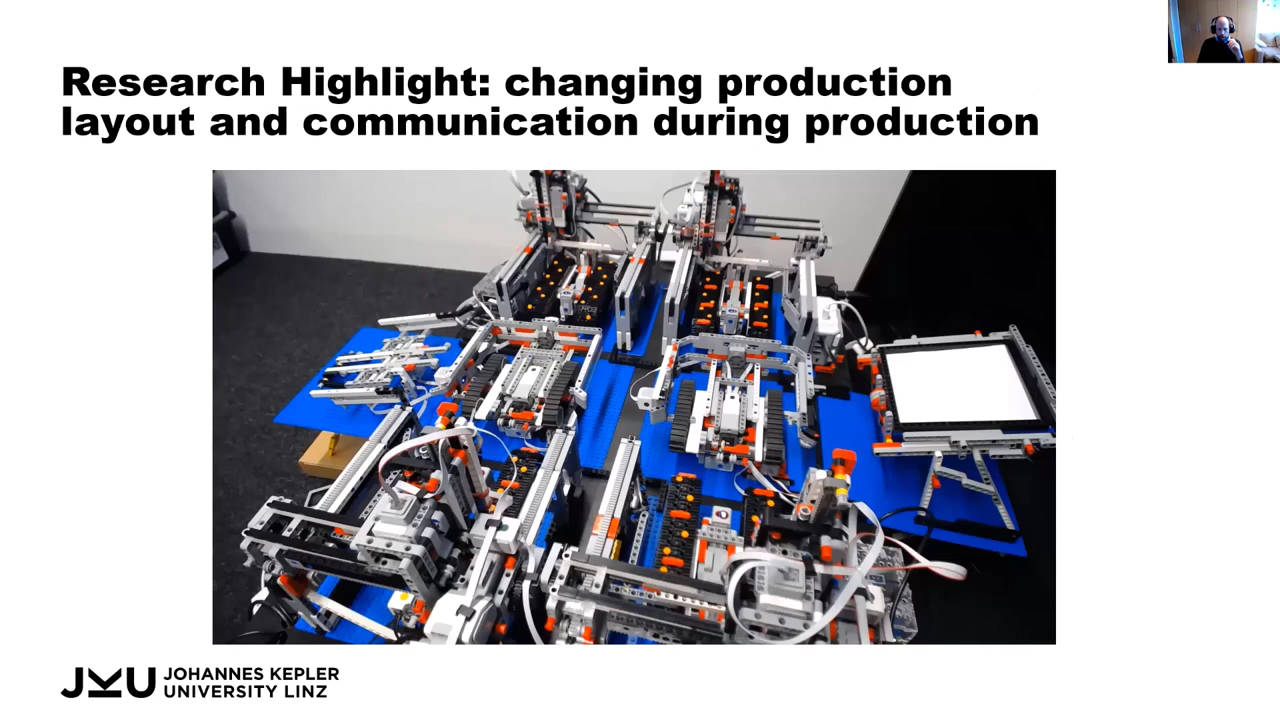 Research Highlight: changing production
layout and communication during production
JKU JOHANNES KEPLER
UNIVERSITY LINZ